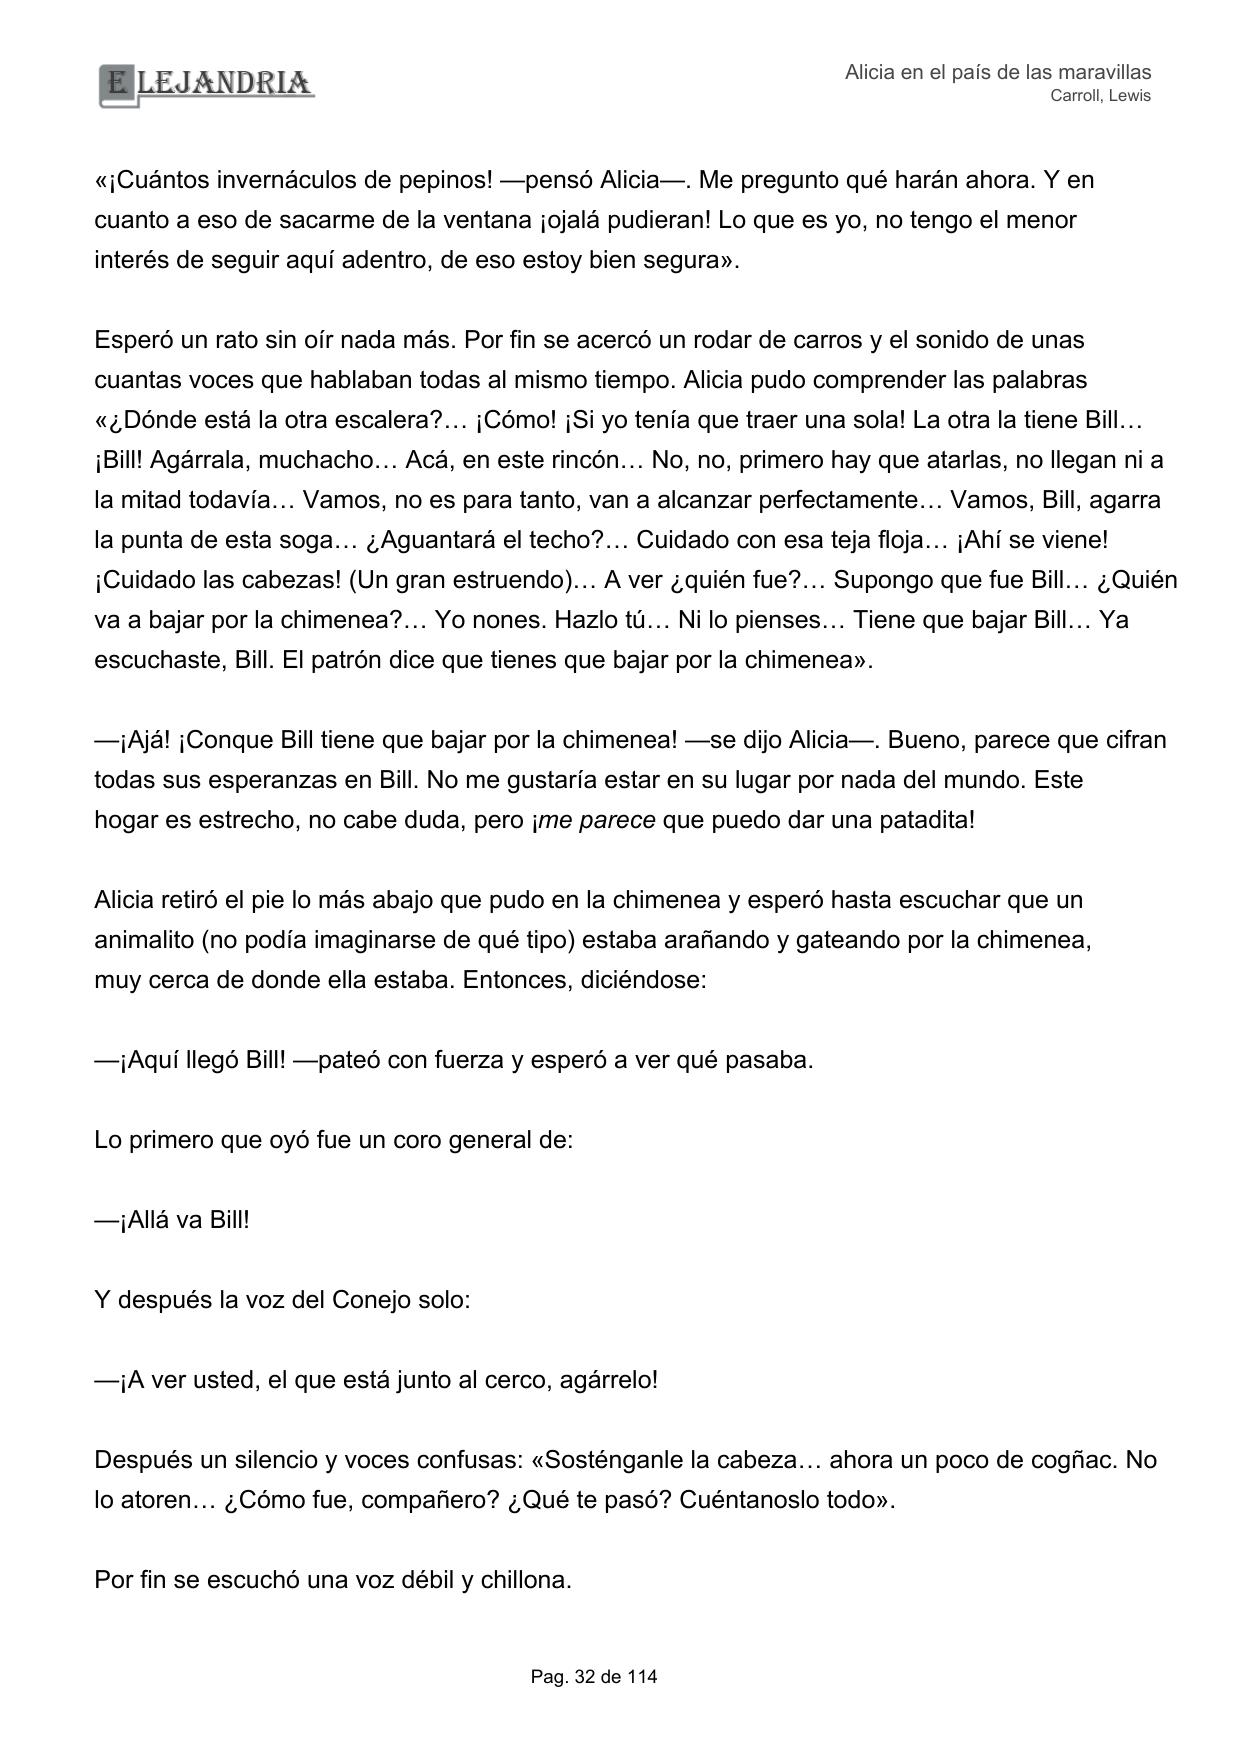 ELEJANDRIA
Alicia en el país de las maravillas
Carroll, Lewis
«¡Cuántos invernáculos de pepinos! —pensó Alicia—. Me pregunto qué harán ahora. Y en
cuanto a eso de sacarme de la ventana ¡ojalá pudieran! Lo que es yo, no tengo el menor
interés de seguir aquí adentro, de eso estoy bien segura».
Esperó un rato sin oír nada más. Por fin se acercó un rodar de carros y el sonido de unas
cuantas voces que hablaban todas al mismo tiempo. Alicia pudo comprender las palabras
«¿Dónde está la otra escalera?… ¡Cómo! ¡Si yo tenía que traer una sola! La otra la tiene Bill…
¡Bill! Agárrala, muchacho… Acá, en este rincón… No, no, primero hay que atarlas, no llegan ni a
la mitad todavía… Vamos, no es para tanto, van a alcanzar perfectamente… Vamos, Bill, agarra
la punta de esta soga… ¿Aguantará el techo?… Cuidado con esa teja floja… ¡Ahí se viene!
¡Cuidado las cabezas! (Un gran estruendo)… A ver ¿quién fue?… Supongo que fue Bill… ¿Quién
va a bajar por la chimenea?… Yo nones. Hazlo tú… Ni lo pienses… Tiene que bajar Bill… Ya
escuchaste, Bill. El patrón dice que tienes que bajar por la chimenea».
—¡Ajá! ¡Conque Bill tiene que bajar por la chimenea! —se dijo Alicia—. Bueno, parece que cifran
todas sus esperanzas en Bill. No me gustaría estar en su lugar por nada del mundo. Este
hogar es estrecho, no cabe duda, pero ¡me parece que puedo dar una patadita!
Alicia retiró el pie lo más abajo que pudo en la chimenea y esperó hasta escuchar que un
animalito (no podía imaginarse de qué tipo) estaba arañando y gateando por la chimenea,
muy cerca de donde ella estaba. Entonces, diciéndose:
—¡Aquí llegó Bill! —pateó con fuerza y esperó a ver qué pasaba.
Lo primero que oyó fue un coro general de:
—¡Allá va Bill!
Y después la voz del Conejo solo:
—¡A ver usted, el que está junto al cerco, agárrelo!
Después un silencio y voces confusas: «Sosténganle la cabeza… ahora un poco de cogñac. No
lo atoren… ¿Cómo fue, compañero? ¿Qué te pasó? Cuéntanoslo todo».
Por fin se escuchó una voz débil y chillona.
Pag. 32 de 114